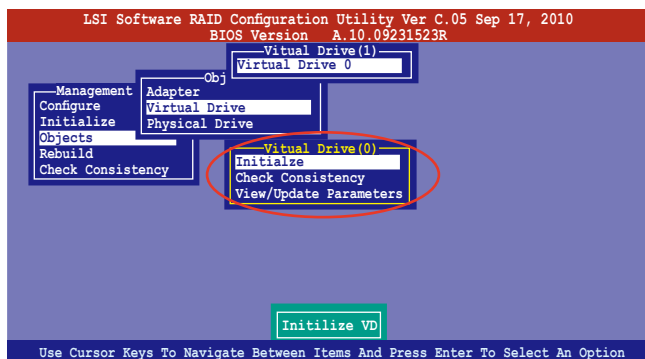 LSI Software RAID Configuration Utility Ver C.05 Sep 17, 2010
BIOS Version A.10.09231523R
Vitual Drive(1)
Virtual Drive 0
Obj
Adapter
Virtual Drive
Physical Drive
Management
Configure
Initialize
Objects
Rebuild
Check Consistency
Vitual Drive(0)
Initialze
Check Consistency
View/Update Parameters
Initilize VD
Use Cursor Keys To Navigate Between Items And Press Enter To Select An Option